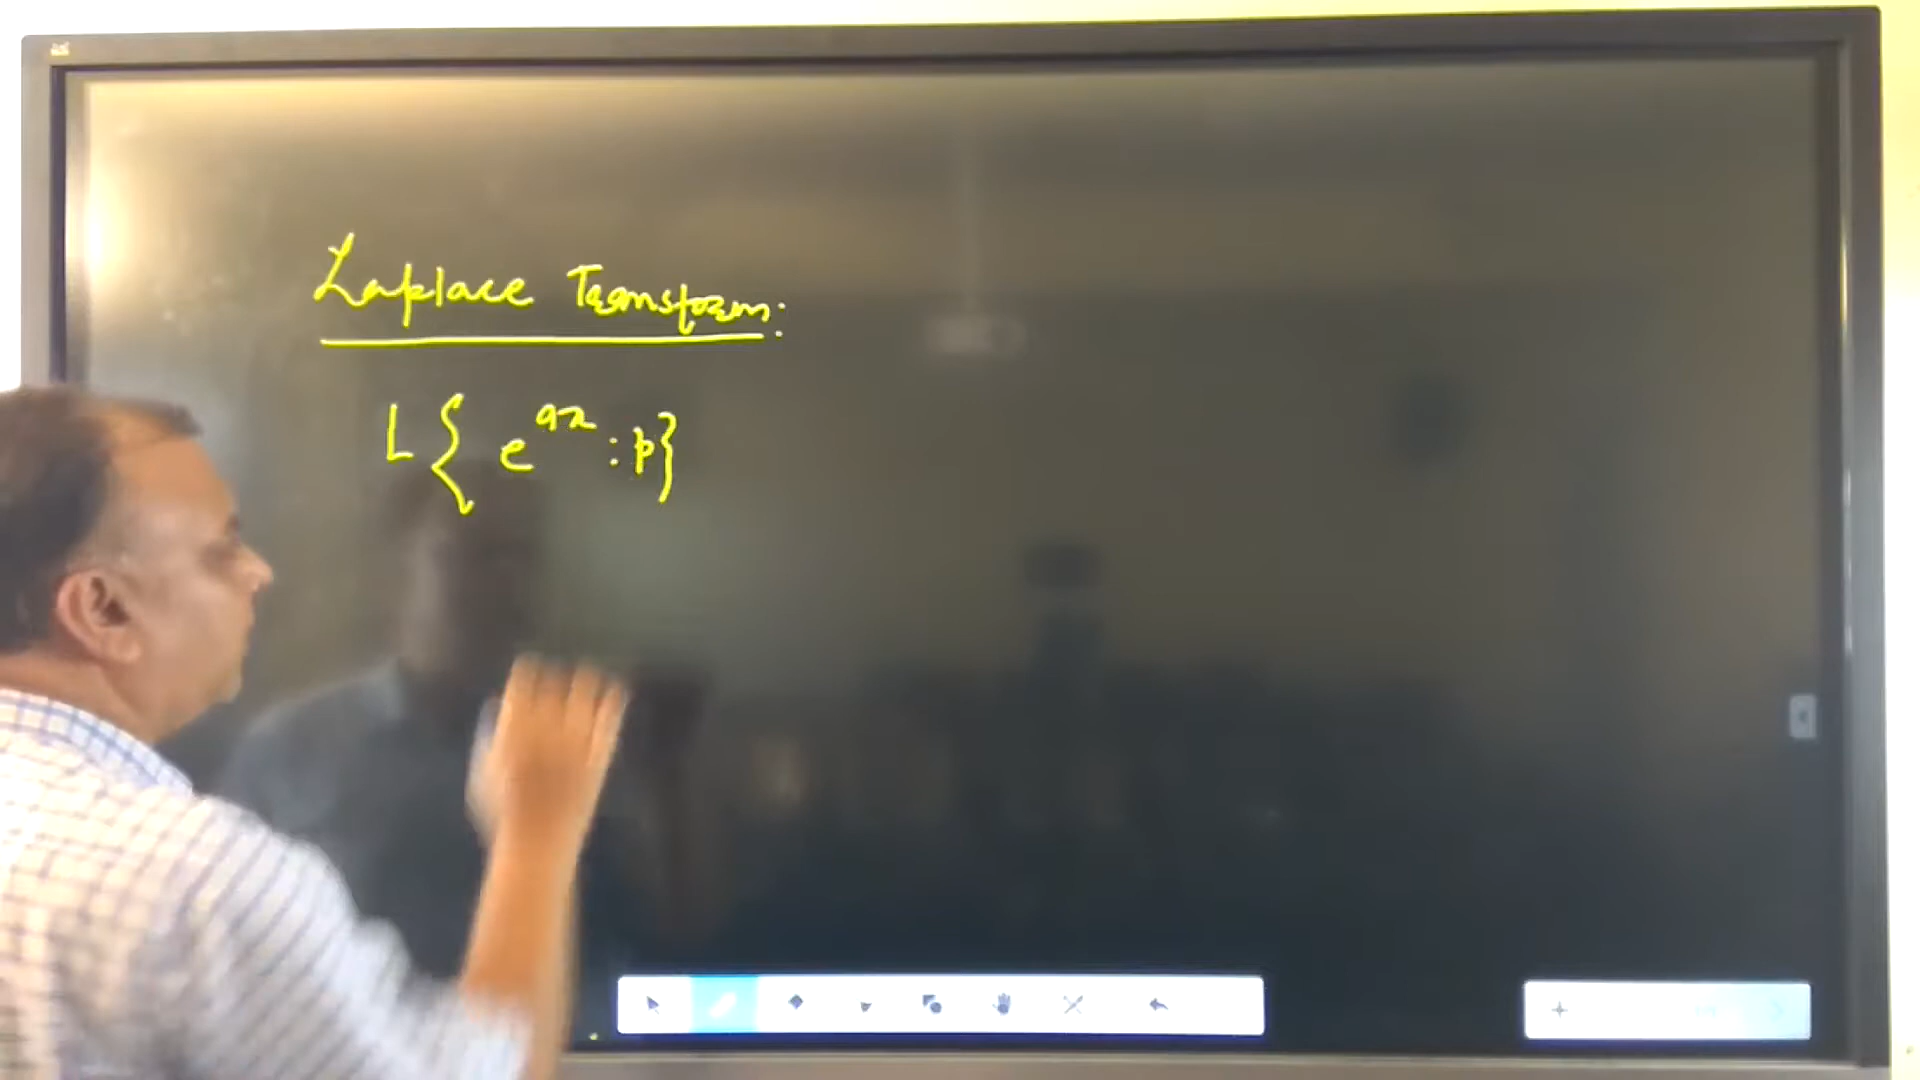 Laplace Transform:
L { e^{ax} : p}